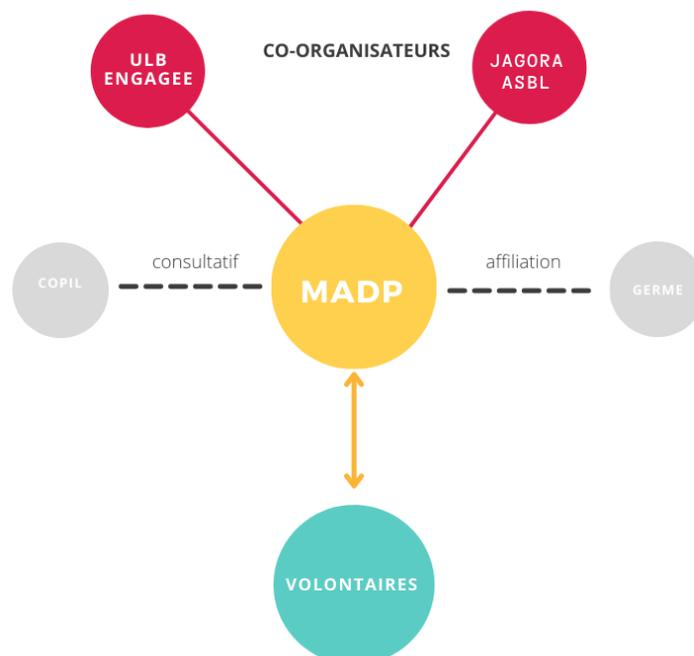 ULB
ENGAGEE
CO-ORGANISATEURS
JAGORA
ASBL
consultatif
affiliation
COPIL
MADP
GERME
VOLONTAIRES